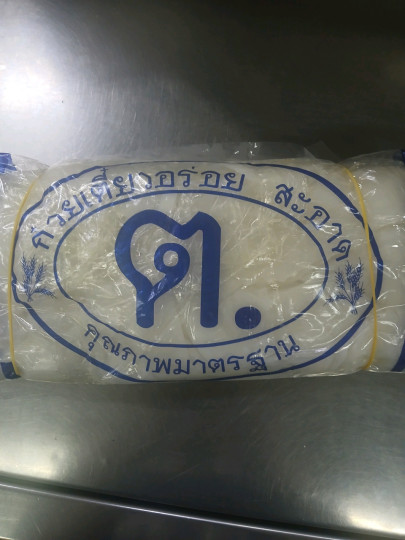 ก๋วยเตี๋ยวอร่อย สะอาด
ต.
คุณภาพมาตรฐาน